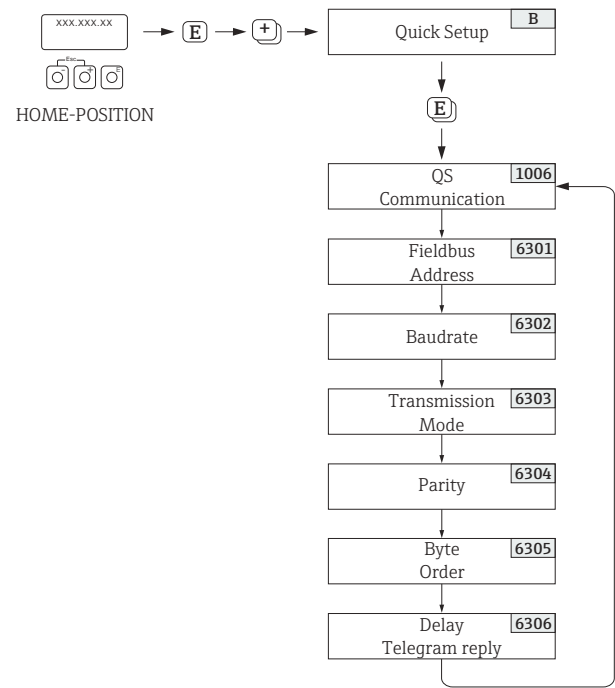 XXX.XXX.XX
Esc
- + E
HOME-POSITION
E
+
Quick Setup
B
E
QS
Communication
1006
Fieldbus
Address
6301
Baudrate
6302
Transmission
Mode
6303
Parity
6304
Byte
Order
6305
Delay
Telegram reply
6306